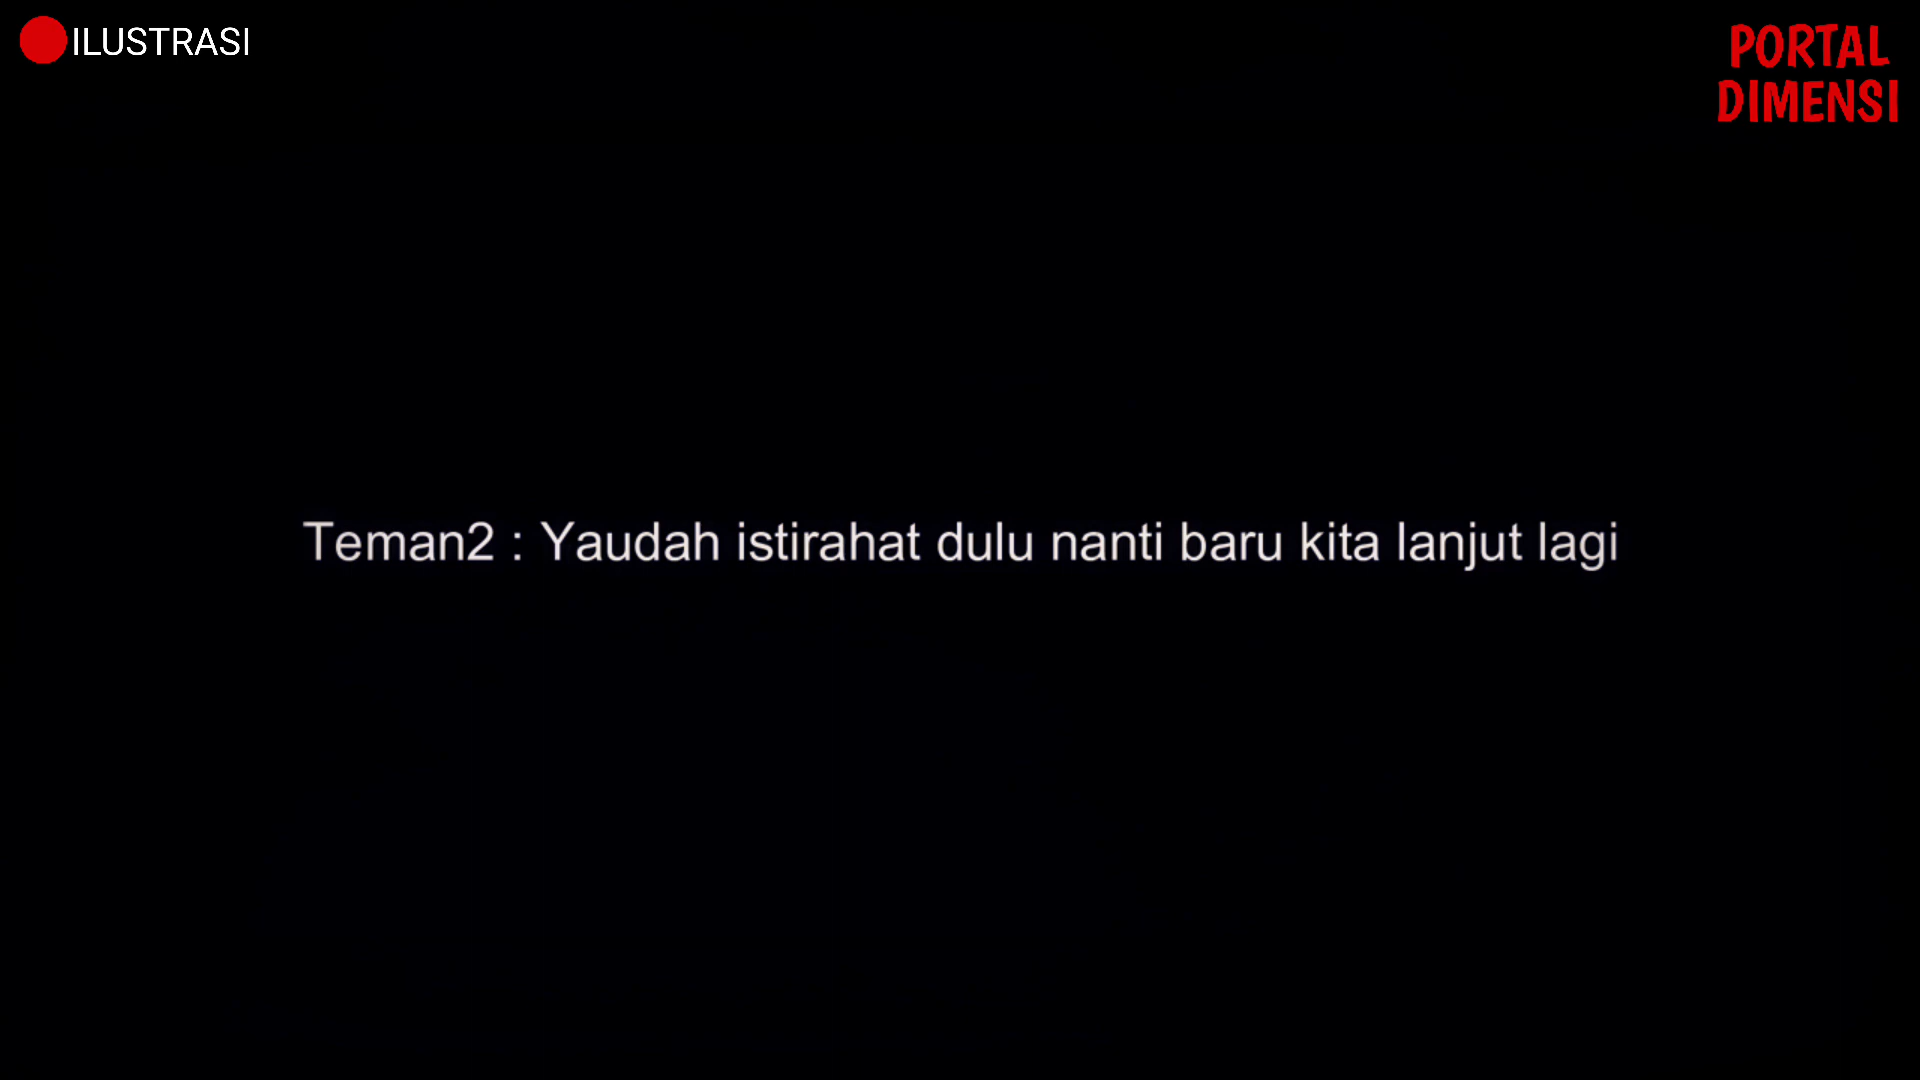 ILUSTRASI
PORTAL
DIMENSI
Teman2 : Yaudah istirahat dulu nanti baru kita lanjut lagi